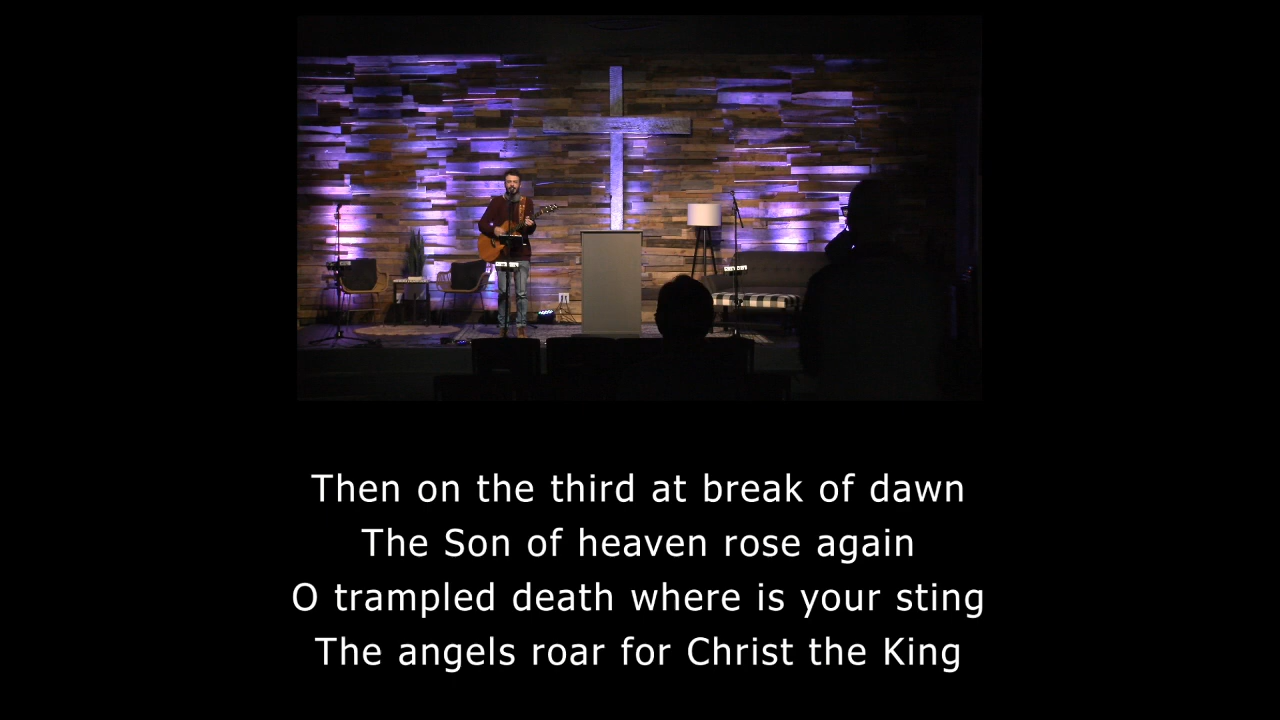 Then on the third at break of dawn
The Son of heaven rose again
O trampled death where is your sting
The angels roar for Christ the King